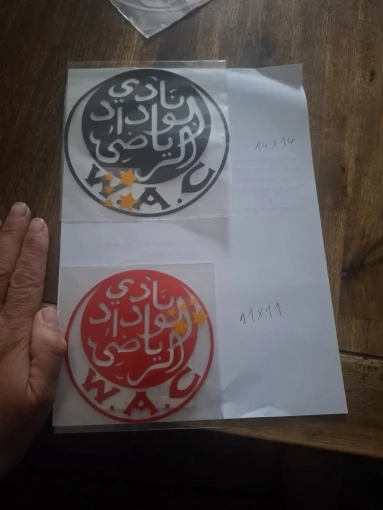 نادي
الوداد
الرياضي
W.A.C
14x14
نادي
الوداد
الرياضي
W.A.C
11x11